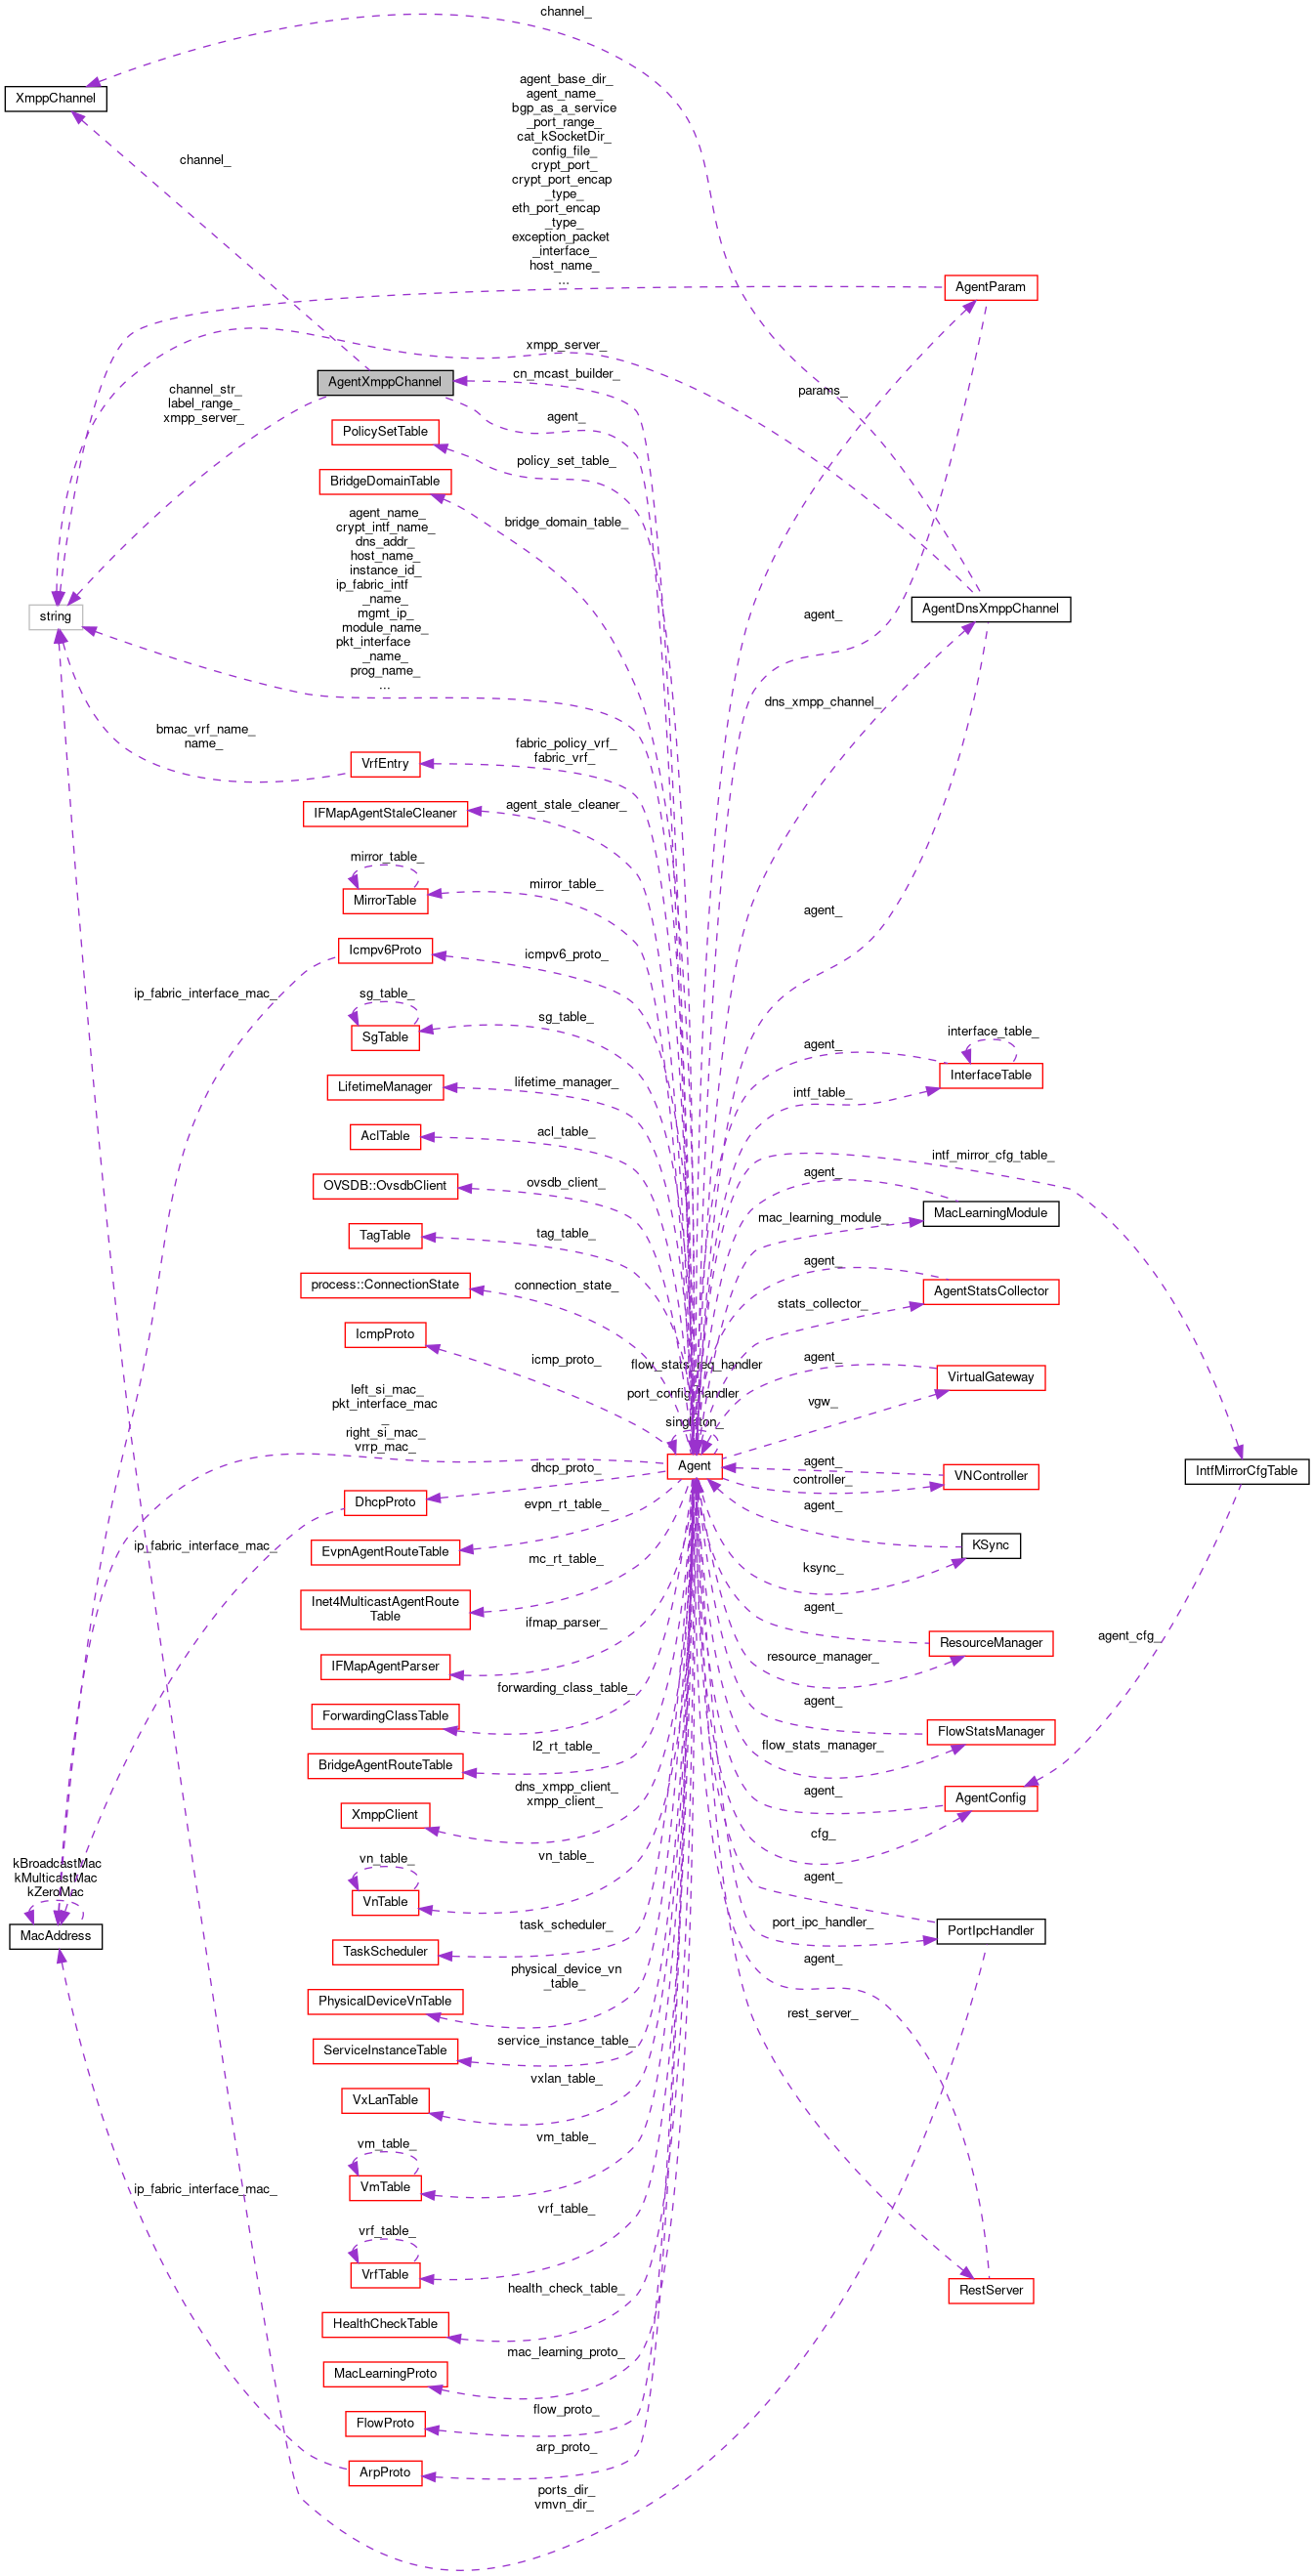 channel_
XmppChannel
agent_base_dir_
agent_name_
bgp_as_a_service
_port_range_
cat_kSocketDir_
config_file_
crypt_port_
crypt_port_encap
_type_
eth_port_encap
_type_
exception_packet
_interface_
host_name_
...
channel_
AgentParam
xmpp_server_
cn_mcast_builder_
AgentXmppChannel
params_
channel_str_
label_range_
xmpp_server_
agent_
PolicySetTable
policy_set_table_
BridgeDomainTable
bridge_domain_table_
agent_name_
crypt_intf_name_
dns_addr_
host_name_
instance_id_
ip_fabric_intf
_name_
mgmt_ip_
module_name_
pkt_interface
_name_
prog_name_
...
string
agent_
AgentDnsXmppChannel
dns_xmpp_channel_
bmac_vrf_name_
name_
VrfEntry
fabric_policy_vrf_
fabric_vrf_
IFMapAgentStaleCleaner
agent_stale_cleaner_
mirror_table_
MirrorTable
mirror_table_
agent_
Icmpv6Proto
icmpv6_proto_
ip_fabric_interface_mac_
sg_table_
SgTable
sg_table_
interface_table_
agent_
InterfaceTable
LifetimeManager
lifetime_manager_
intf_table_
AclTable
acl_table_
intf_mirror_cfg_table_
agent_
OVSDB::OvsdbClient
ovsdb_client_
MacLearningModule
mac_learning_module_
TagTable
tag_table_
agent_
process::ConnectionState
connection_state_
AgentStatsCollector
stats_collector_
IcmpProto
icmp_proto_
flow_stats_req_handler
port_config_handler
singleton_
agent_
VirtualGateway
vgw_
left_si_mac_
pkt_interface_mac
_
right_si_mac_
vrrp_mac_
Agent
agent_
controller_
VNController
IntfMirrorCfgTable
dhcp_proto_
DhcpProto
evpn_rt_table_
agent_
ip_fabric_interface_mac_
EvpnAgentRouteTable
KSync
mc_rt_table_
ksync_
Inet4MulticastAgentRoute
Table
agent_
ifmap_parser_
agent_cfg_
ResourceManager
resource_manager_
IFMapAgentParser
forwarding_class_table_
agent_
ForwardingClassTable
FlowStatsManager
flow_stats_manager_
l2_rt_table_
BridgeAgentRouteTable
dns_xmpp_client_
xmpp_client_
agent_
AgentConfig
XmppClient
cfg_
vn_table_
vn_table_
agent_
kBroadcastMac
kMulticastMac
kZeroMac
VnTable
MacAddress
task_scheduler_
port_ipc_handler_
PortIpcHandler
TaskScheduler
agent_
physical_device_vn
_table_
PhysicalDeviceVnTable
rest_server_
service_instance_table_
ServiceInstanceTable
vxlan_table_
VxLanTable
vm_table_
vm_table_
VmTable
ip_fabric_interface_mac_
vrf_table_
vrf_table_
VrfTable
health_check_table_
RestServer
HealthCheckTable
mac_learning_proto_
MacLearningProto
flow_proto_
FlowProto
arp_proto_
ArpProto
ports_dir_
vmvn_dir_